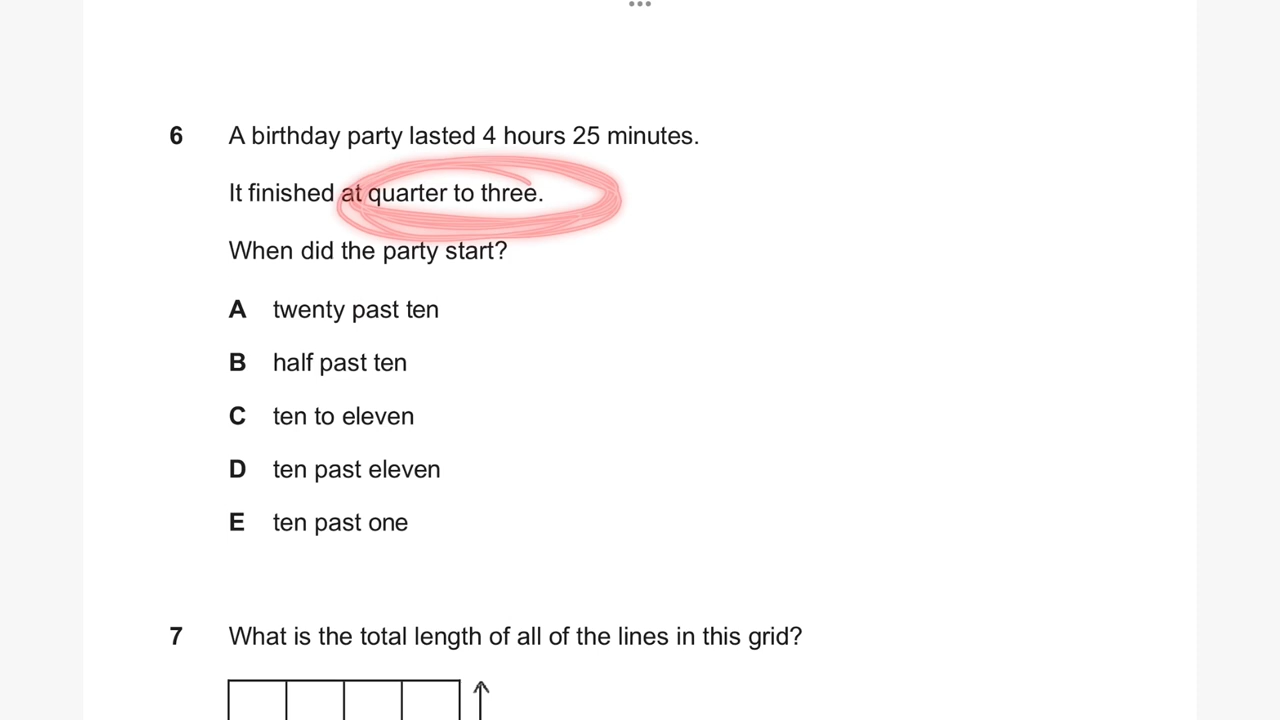 6 A birthday party lasted 4 hours 25 minutes.
It finished at quarter to three.
When did the party start?
A twenty past ten
B half past ten
C ten to eleven
D ten past eleven
E ten past one
7 What is the total length of all of the lines in this grid?